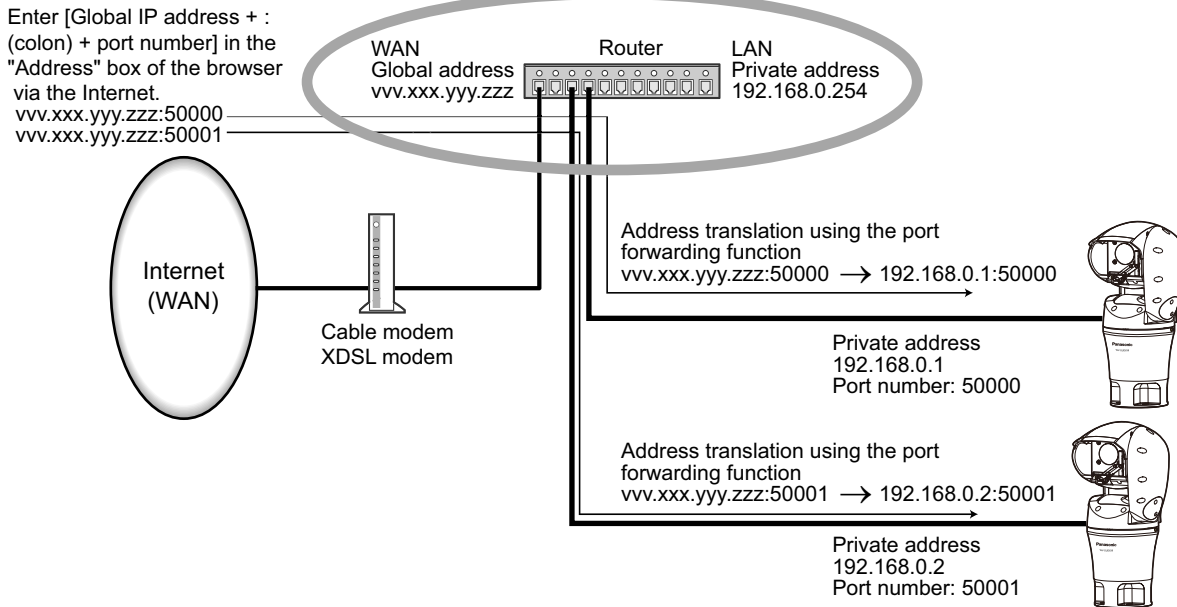 Enter [Global IP address + :
(colon) + port number] in the
"Address" box of the browser
via the Internet.
vvv.xxx.yyy.zzz:50000
vvv.xxx.yyy.zzz:50001
WAN
Global address
vvv.xxx.yyy.zzz
Router
LAN
Private address
192.168.0.254
Internet
(WAN)
Cable modem
XDSL modem
Address translation using the port
forwarding function
vvv.xxx.yyy.zzz:50000 → 192.168.0.1:50000
Panasonic
Private address
192.168.0.1
Port number: 50000
Address translation using the port
forwarding function
vvv.xxx.yyy.zzz:50001 → 192.168.0.2:50001
Panasonic
Private address
192.168.0.2
Port number: 50001